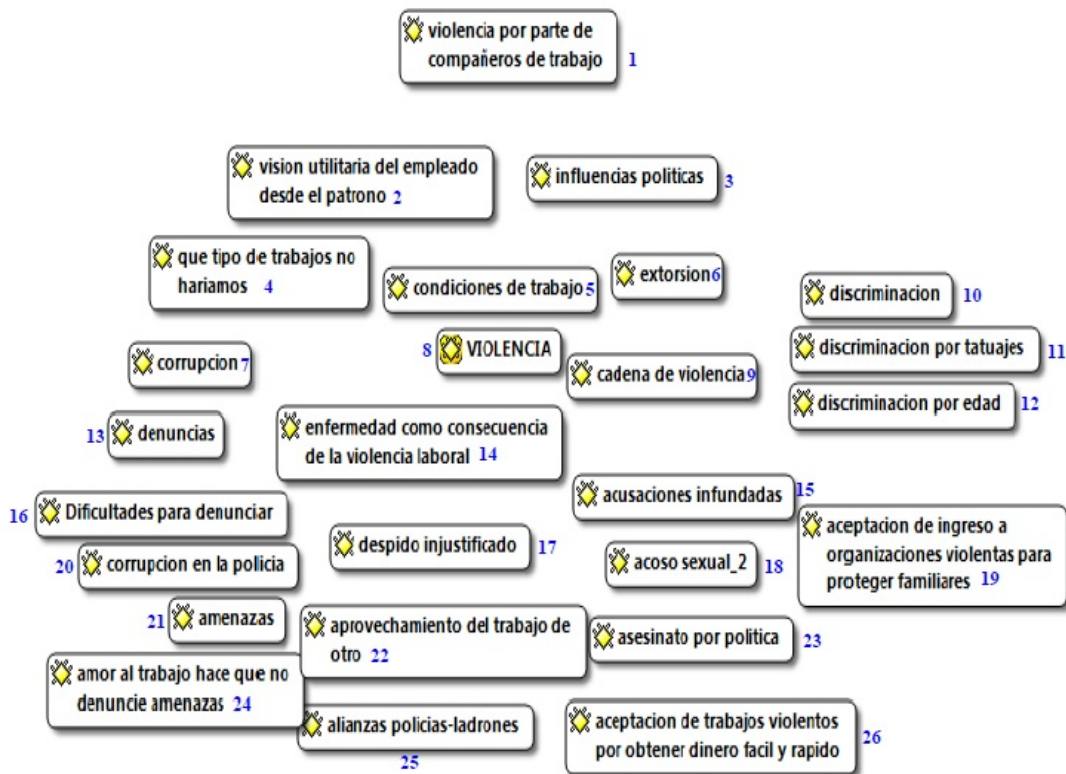 violencia por parte de
compañeros de trabajo 1
vision utilitaria del empleado
desde el patrono 2
influencias politicas 3
que tipo de trabajos no
hariamos 4
condiciones de trabajo 5
extorsion 6
corrupcion 7
8 VIOLENCIA
cadena de violencia 9
discriminacion 10
discriminacion por tatuajes 11
discriminacion por edad 12
13 denuncias
enfermedad como consecuencia
de la violencia laboral 14
acusaciones infundadas 15
16 Dificultades para denunciar
despido injustificado 17
acoso sexual_2 18
aceptacion de ingreso a
organizaciones violentas para
proteger familiares 19
20 corrupcion en la policia
21 amenazas
aprovechamiento del trabajo de
otro 22
asesinato por politica 23
amor al trabajo hace que no
denuncie amenazas 24
alianzas policias-ladrones
25
aceptacion de trabajos violentos
por obtener dinero facil y rapido 26